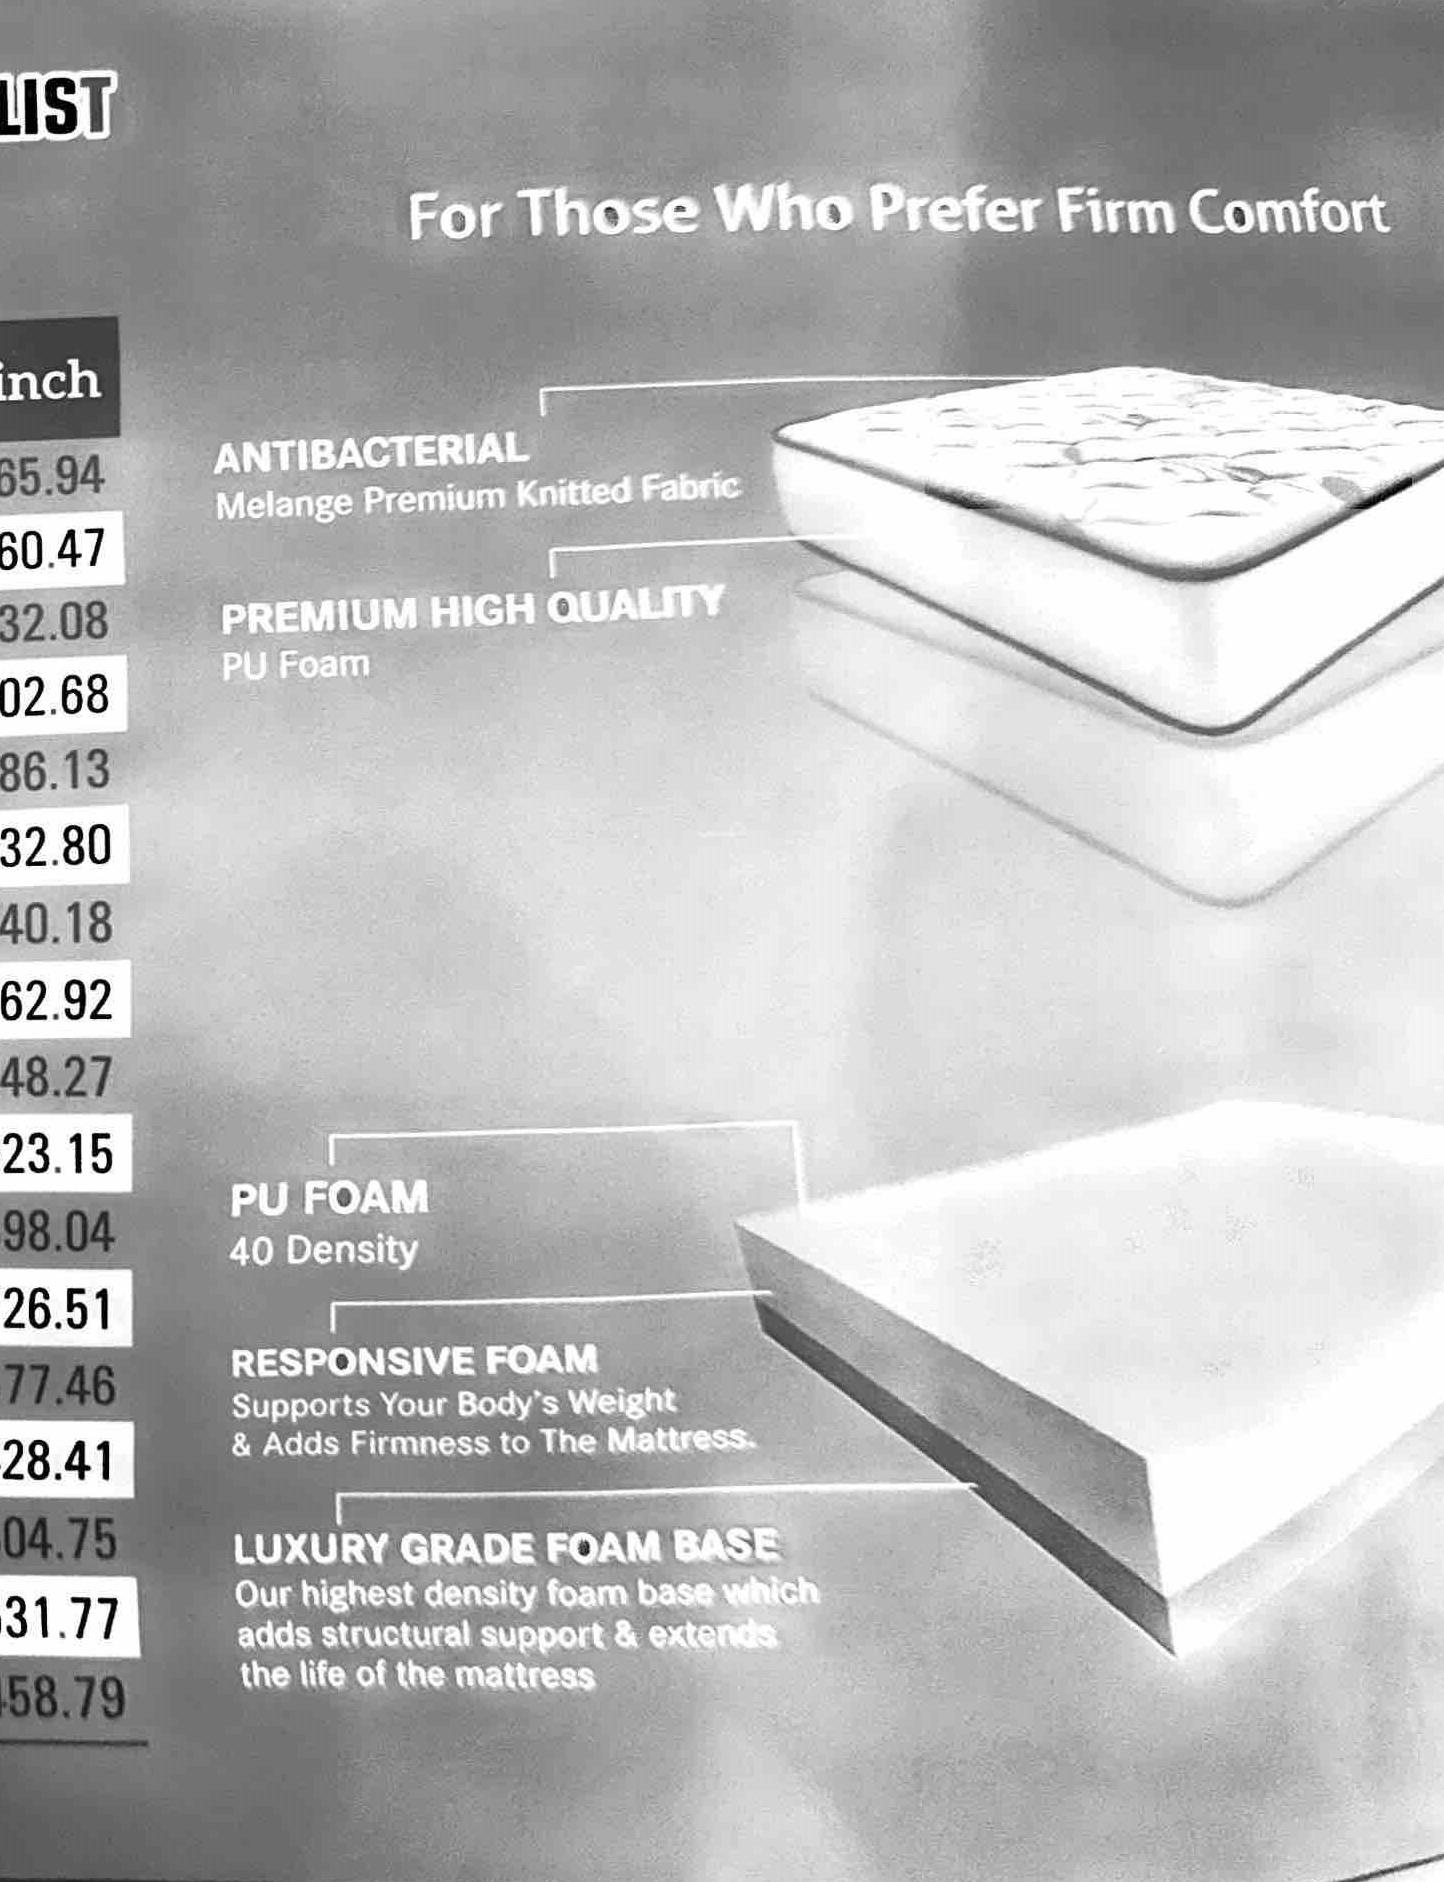 LIST
For Those Who Prefer Firm Comfort
inch
65.94
60.47
32.08
02.68
86.13
32.80
40.18
62.92
48.27
23.15
98.04
26.51
77.46
28.41
04.75
31.77
58.79
ANTIBACTERIAL
Melange Premium Knitted Fabric
PREMIUM HIGH QUALITY
PU Foam
PU FOAM
40 Density
RESPONSIVE FOAM
Supports Your Body's Weight
& Adds Firmness to The Mattress.
LUXURY GRADE FOAM BASE
Our highest density foam base which
adds structural support & extends
the life of the mattress